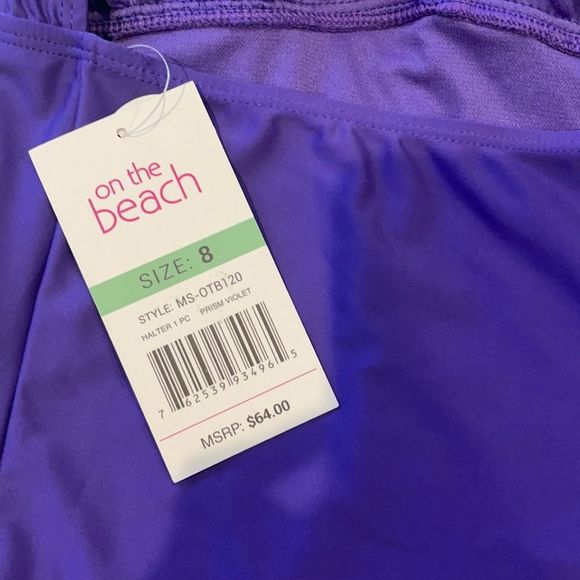 on the
beach
SIZE: 8
STYLE: MS-OTB120
HALTER 1 PC PRISM VIOLET
7 62539 93496 5
MSRP: $64.00